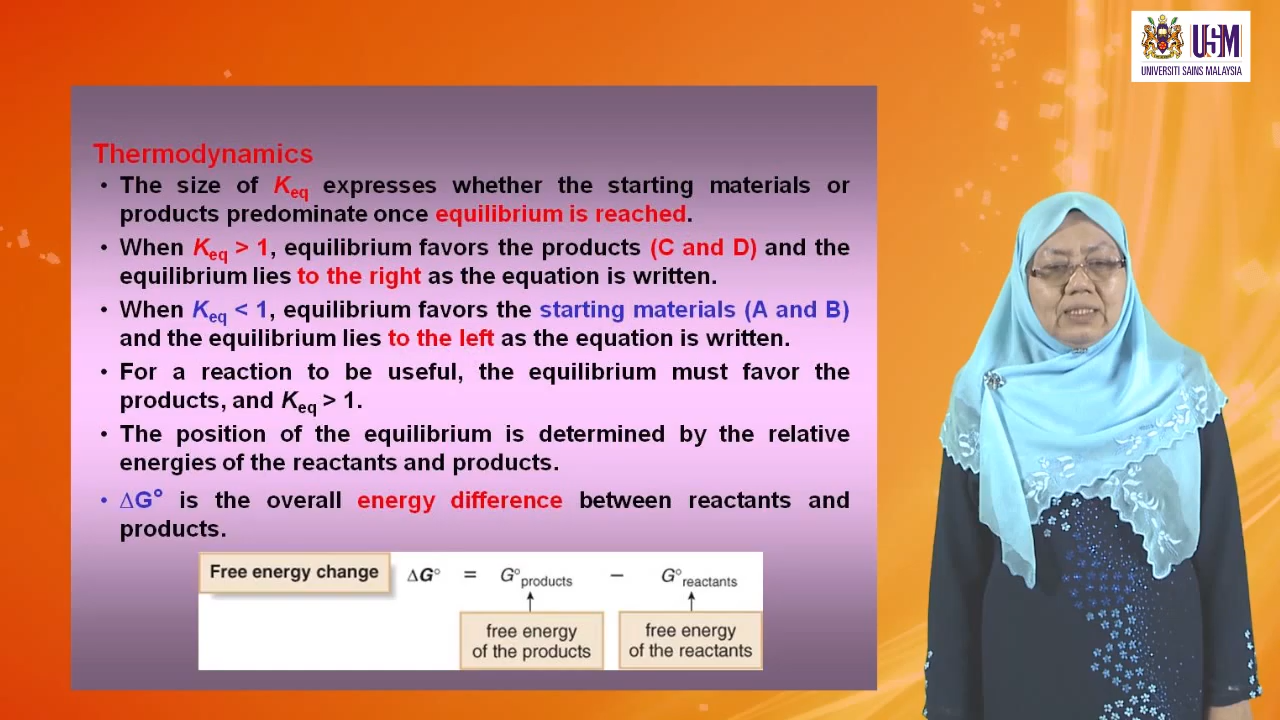 USM
UNIVERSITI SAINS MALAYSIA
Thermodynamics
• The size of Keq expresses whether the starting materials or
products predominate once equilibrium is reached.
• When Keq > 1, equilibrium favors the products (C and D) and the
equilibrium lies to the right as the equation is written.
• When Keq < 1, equilibrium favors the starting materials (A and B)
and the equilibrium lies to the left as the equation is written.
• For a reaction to be useful, the equilibrium must favor the
products, and Keq > 1.
• The position of the equilibrium is determined by the relative
energies of the reactants and products.
• ΔG° is the overall energy difference between reactants and
products.
Free energy change ΔG° = G°products − G°reactants
free energy
of the products
free energy
of the reactants